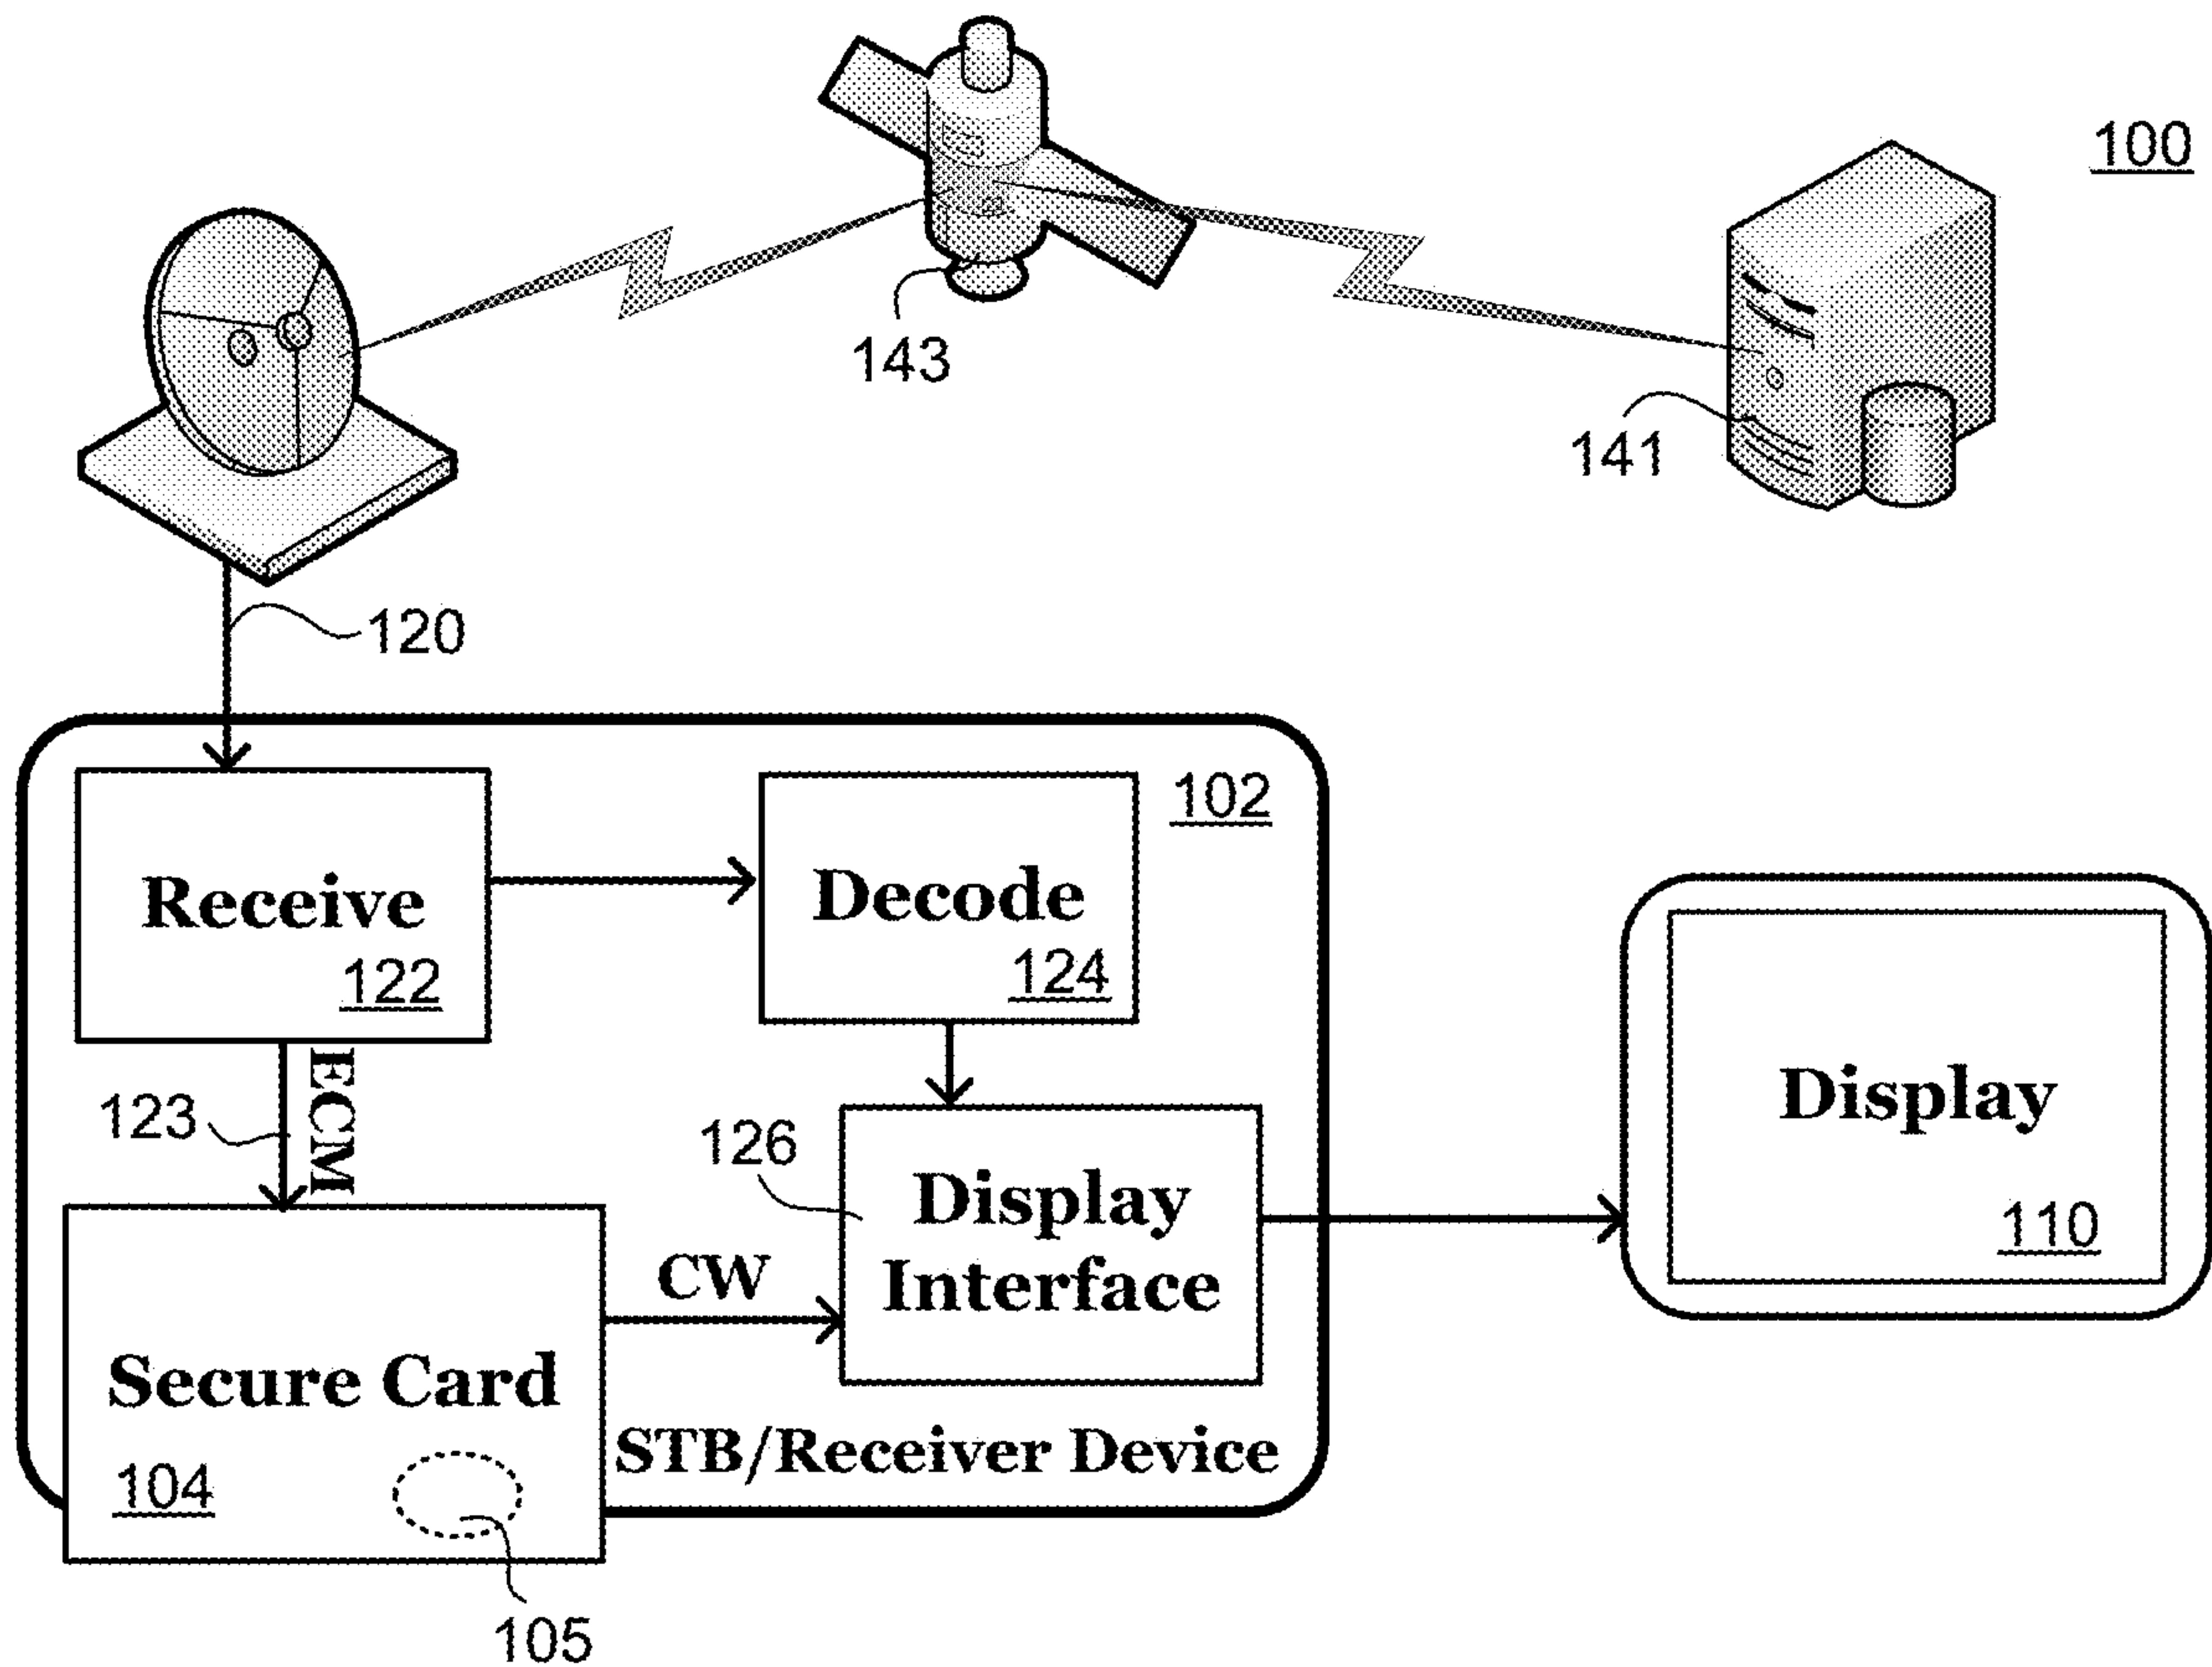 100
143
141
120
102
Receive
122
Decode
124
ECM
123
126
Display
Interface
Display
110
CW
Secure Card
104
STB/Receiver Device
105